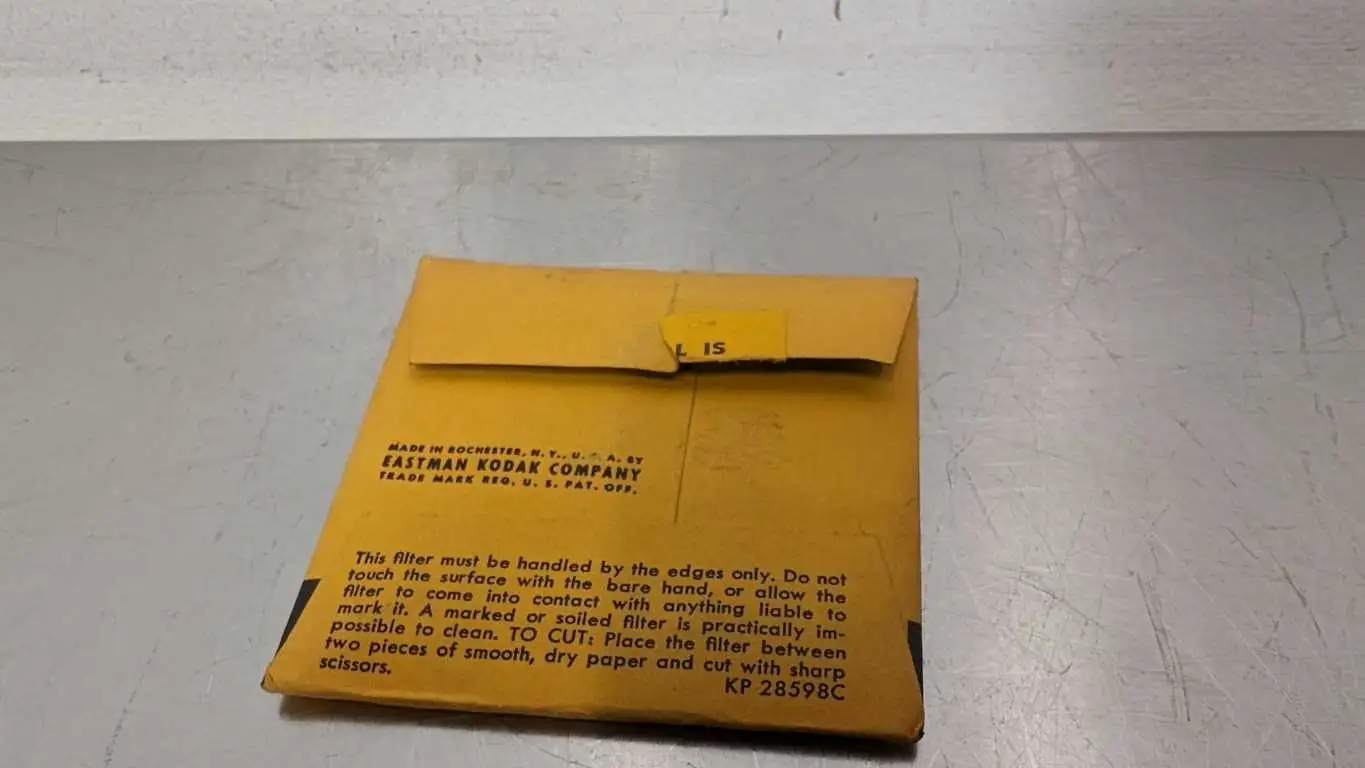 L IS
MADE IN ROCHESTER, N. Y., U. S. A. BY
EASTMAN KODAK COMPANY
TRADE MARK REG. U. S. PAT. OFF.
This filter must be handled by the edges only. Do not
touch the surface with the bare hand, or allow the
filter to come into contact with anything liable to
mark it. A marked or soiled filter is practically im-
possible to clean. TO CUT: Place the filter between
two pieces of smooth, dry paper and cut with sharp
scissors.
KP 28598C